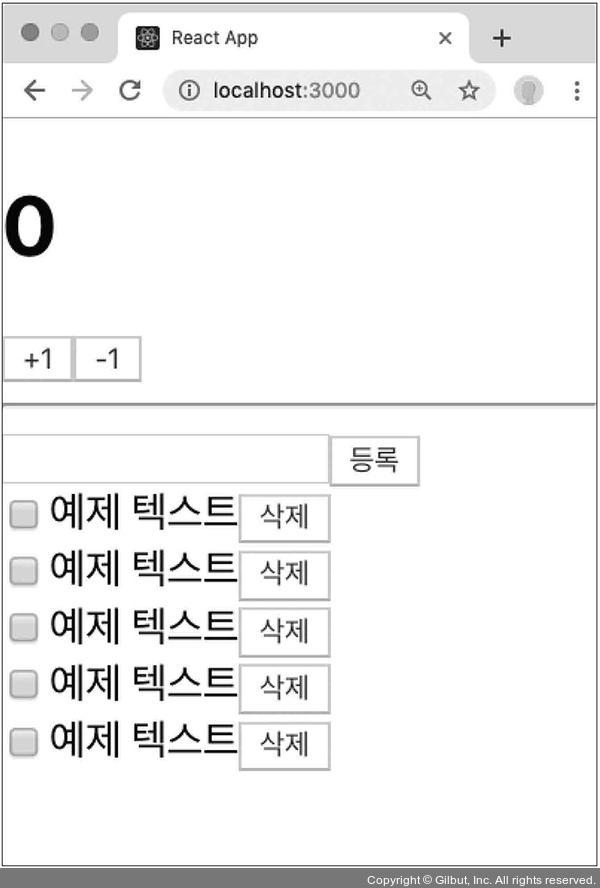 React App
localhost:3000
0
+1 -1
등록
예제 텍스트 삭제
예제 텍스트 삭제
예제 텍스트 삭제
예제 텍스트 삭제
예제 텍스트 삭제
Copyright © Gilbut, Inc. All rights reserved.